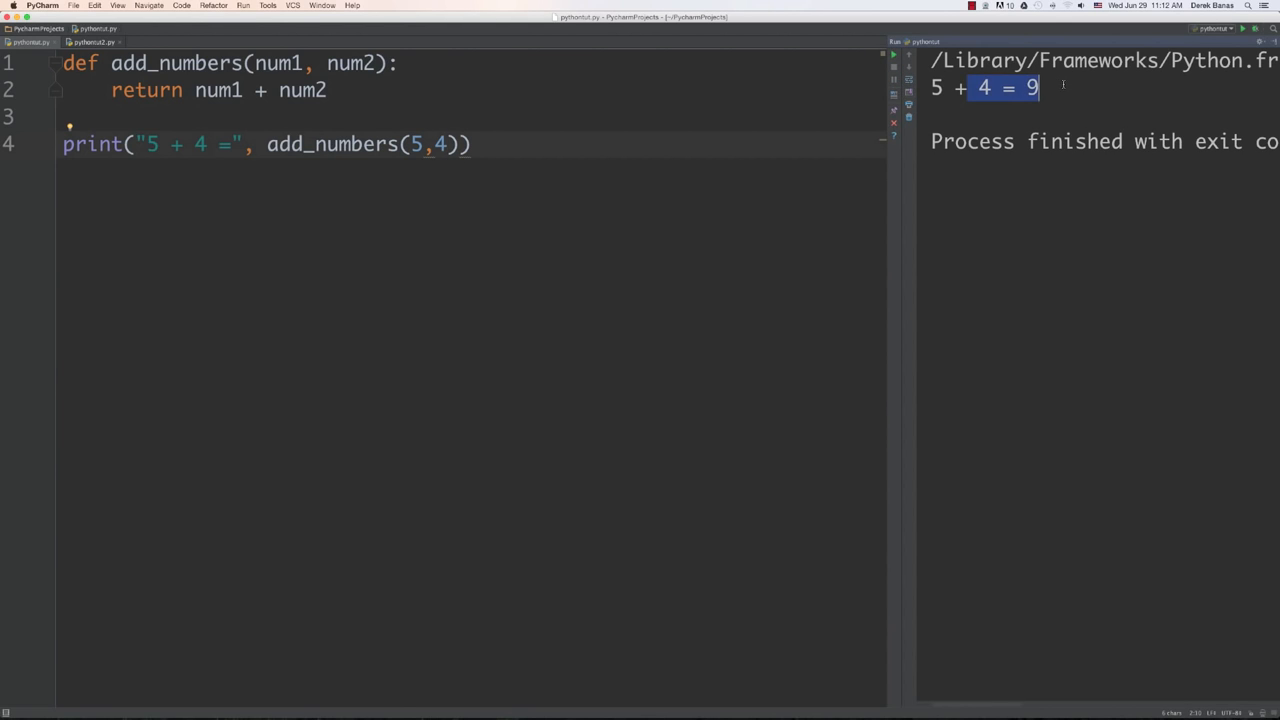 PyCharm File Edit View Navigate Code Refactor Run Tools VCS Window Help 10 Wed Jun 29 11:12 AM Derek Banas
pythontut.py - PycharmProjects - [~/PycharmProjects]
PycharmProjects pythontut.py pythontut
pythontut.py pythontut2.py Run pythontut
1 def add_numbers(num1, num2):
2 return num1 + num2
3
4 print("5 + 4 =", add_numbers(5,4))
/Library/Frameworks/Python.fr
5 + 4 = 9
Process finished with exit co
6 chars 2:10 LF÷ UTF-8÷